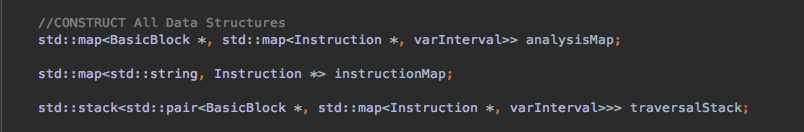 //CONSTRUCT All Data Structures
std::map<BasicBlock *, std::map<Instruction *, varInterval>> analysisMap;
std::map<std::string, Instruction *> instructionMap;
std::stack<std::pair<BasicBlock *, std::map<Instruction *, varInterval>>> traversalStack;